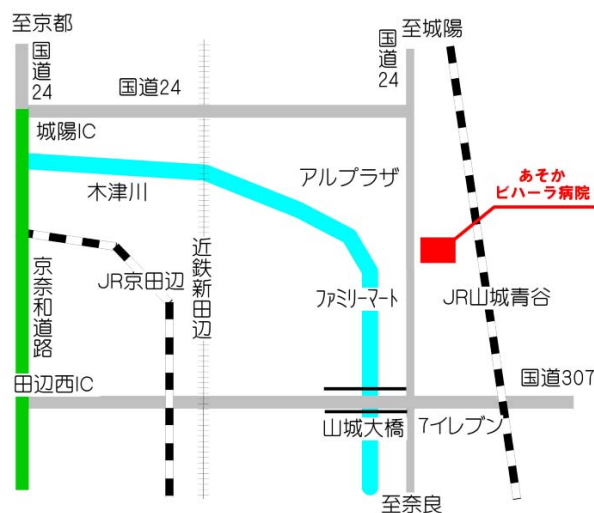 至京都
至城陽
国道24
国道24
国道24
城陽IC
木津川
アルプラザ
あそか
ビハーラ病院
JR京田辺
近鉄新田辺
京奈和道路
ファミリーマート
JR山城青谷
田辺西IC
国道307
山城大橋
7イレブン
至奈良